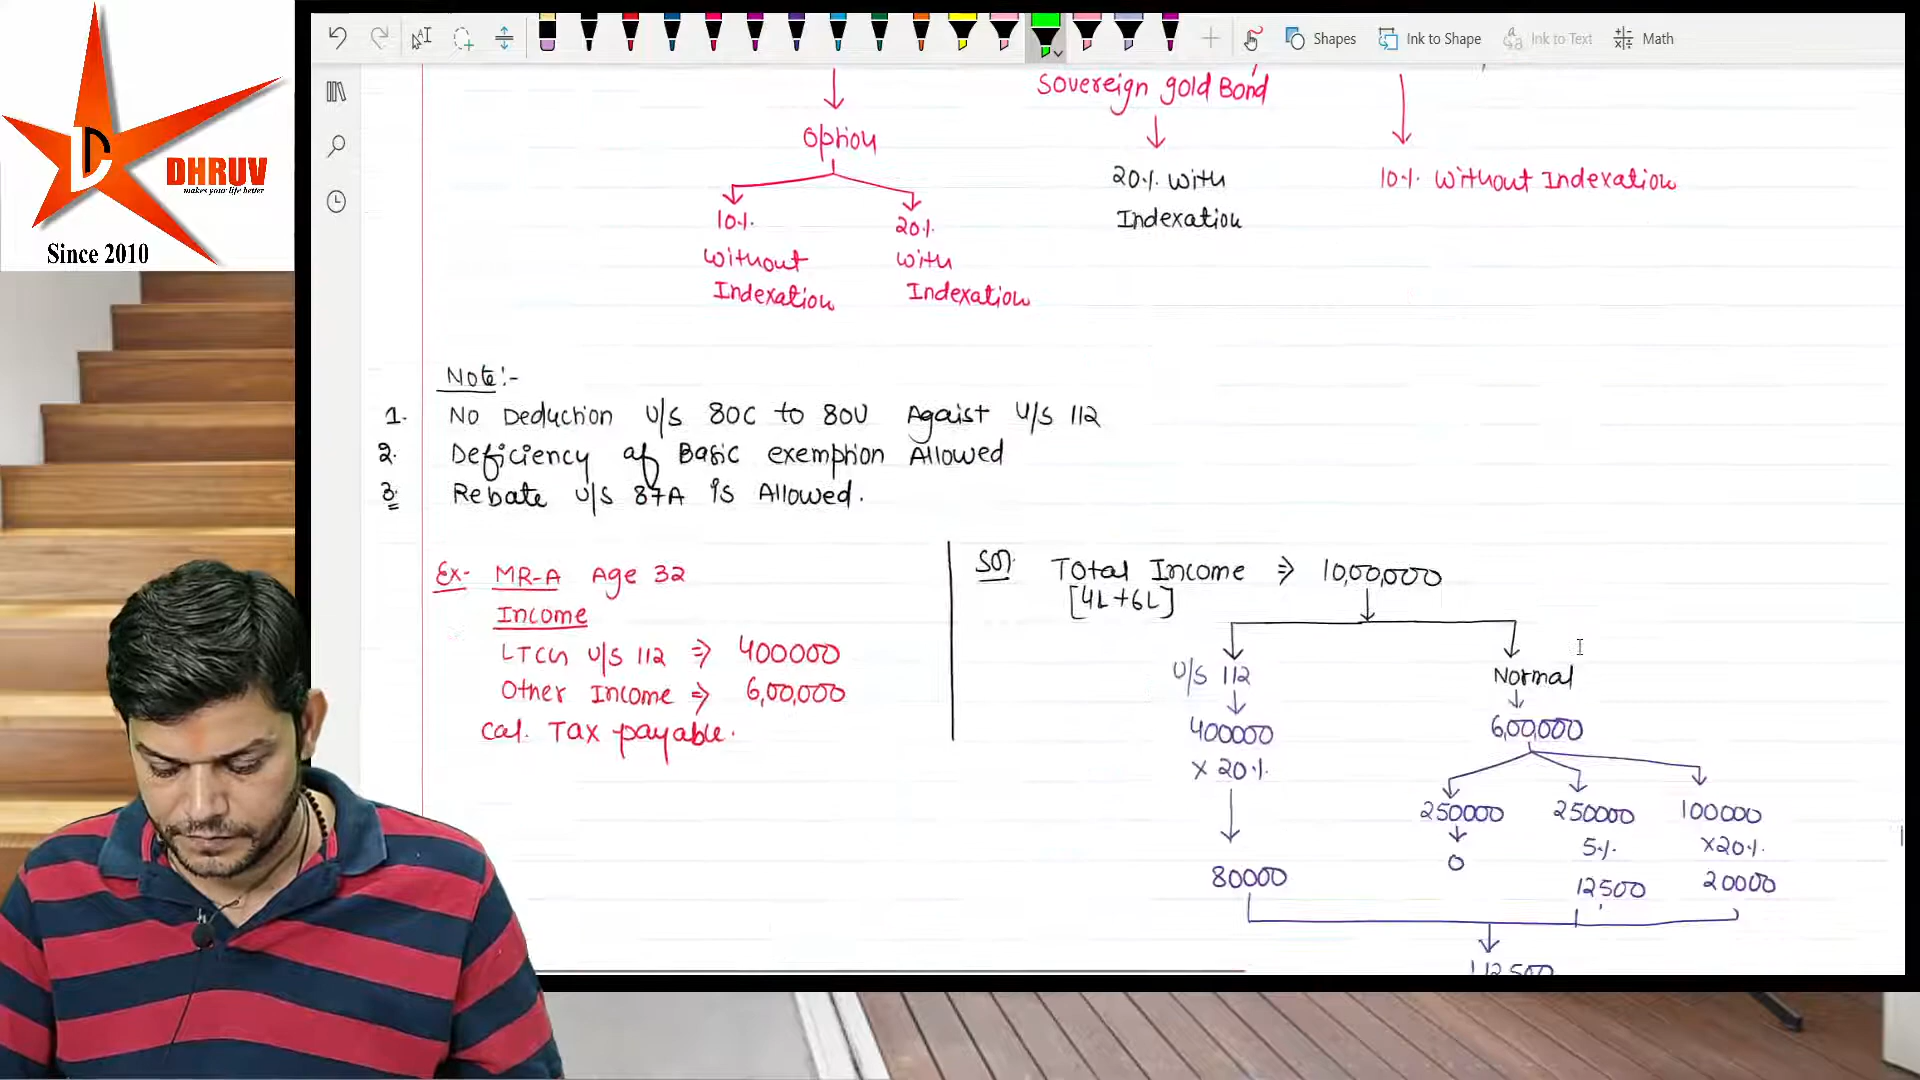 DHRUV
makes your life better
Since 2010
Shapes
Ink to Shape
Ink to Text
Math
Sovereign gold Bond
Option
20% with
Indexation
10% Without Indexation
10%
Without
Indexation
20%
with
Indexation
Note:-
1. No Deduction U/S 80C to 80U Agaist U/S 112
2. Deficiency of Basic exemption Allowed
3. Rebate U/S 87A is Allowed.
Ex- MR-A Age 32
Income
LTCG U/S 112 ⇒ 400000
Other Income ⇒ 6,00,000
Cal. Tax payable.
Sol Total Income ⇒ 10,00,000
[4L+6L]
U/S 112
400000
x 20%
80000
Normal
6,00,000
250000
0
250000
5%
12,500
100000
x20%
20000
112500